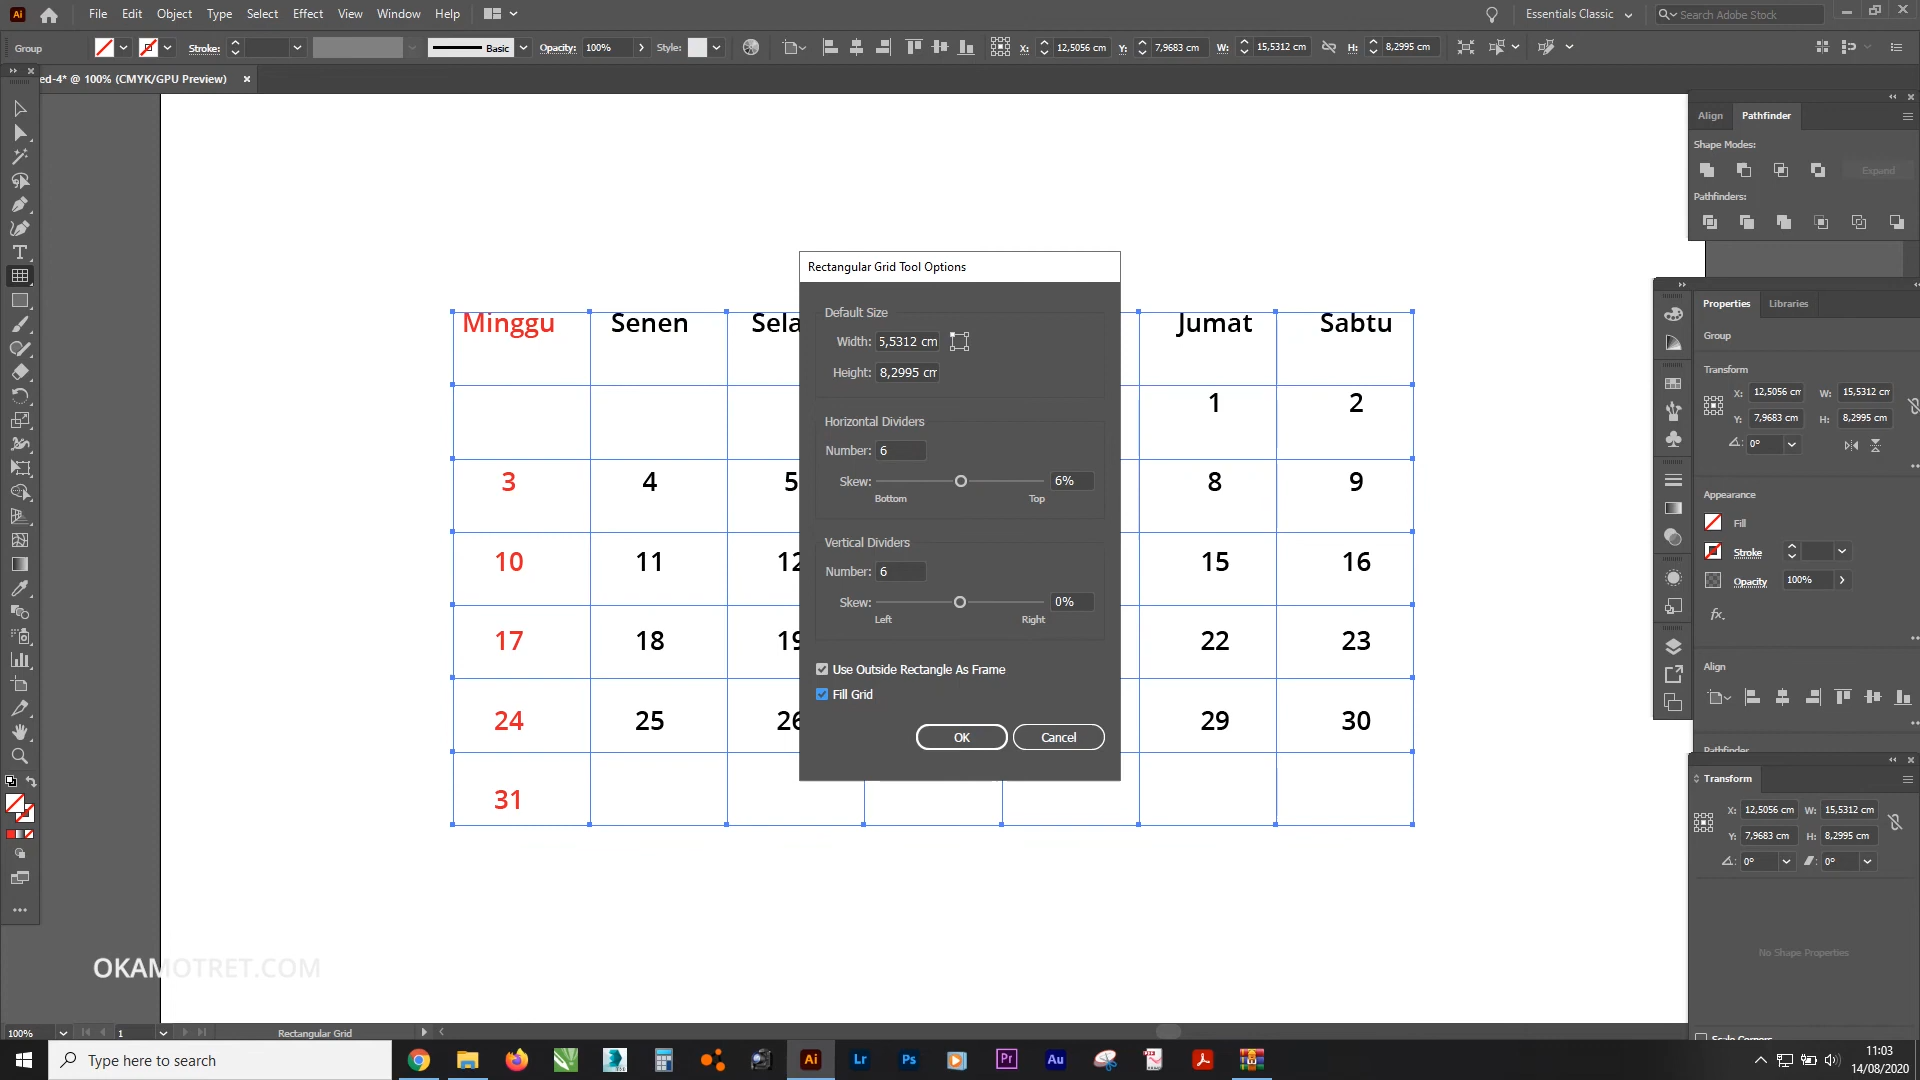 File Edit Object Type Select Effect View Window Help
Essentials Classic
Search Adobe Stock
Group
Stroke:
Basic
Opacity: 100%
Style:
X: 12,5056 cm Y: 7,9683 cm W: 15,5312 cm H: 8,2995 cm
ed-4* @ 100% (CMYK/GPU Preview)
Align Pathfinder
Shape Modes:
Expand
Pathfinders:
Rectangular Grid Tool Options
Default Size
Width: 5,5312 cm
Height: 8,2995 cm
Horizontal Dividers
Number: 6
Skew: 6%
Bottom Top
Vertical Dividers
Number: 6
Skew: 0%
Left Right
Use Outside Rectangle As Frame
Fill Grid
OK Cancel
Minggu Senen Sela Jumat Sabtu
1 2
3 4 5 8 9
10 11 12 15 16
17 18 19 22 23
24 25 26 29 30
31
Properties Libraries
Group
Transform
X: 12,5056 cm W: 15,5312 cm
Y: 7,9683 cm H: 8,2995 cm
0°
Appearance
Fill
Stroke
Opacity 100%
fx.
Align
Pathfinder
Transform
X: 12,5056 cm W: 15,5312 cm
Y: 7,9683 cm H: 8,2995 cm
0° 0°
No Shape Properties
Scale Corners
OKAMOTRET.COM
100% 1 Rectangular Grid
Type here to search
Ai Lr Ps Pr Au
11:03
14/08/2020